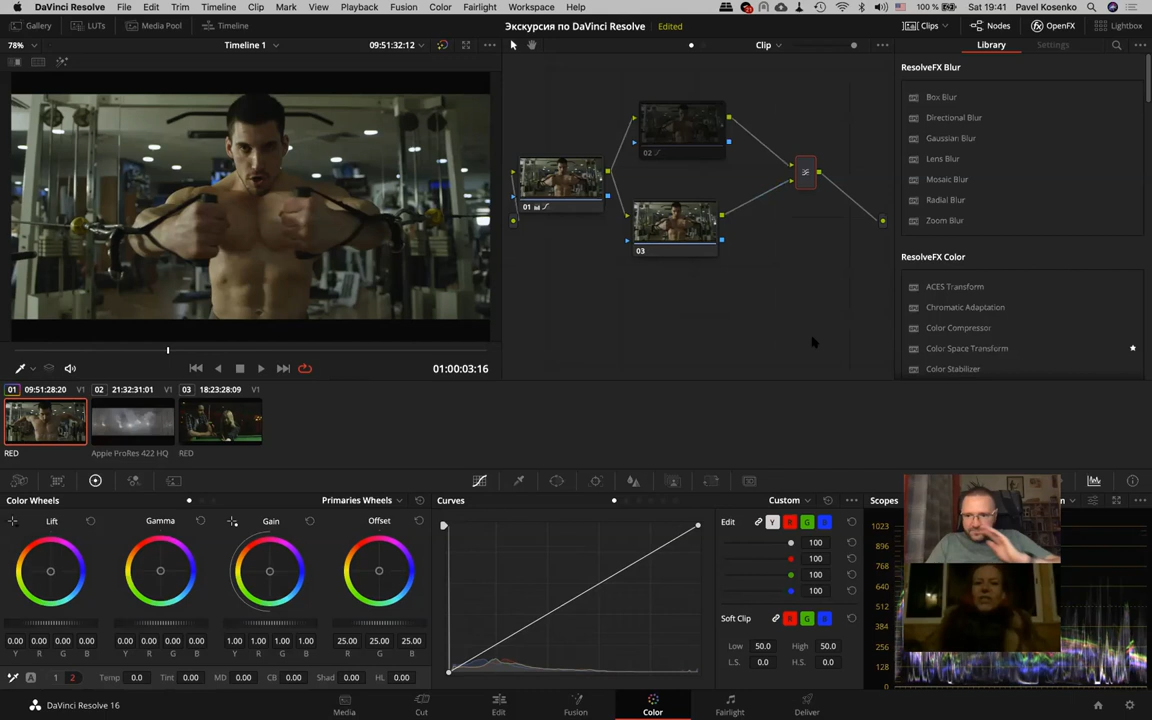 DaVinci Resolve File Edit Trim Timeline Clip Mark View Playback Fusion Color Fairlight Workspace Help 100 % Sat 19:41 Pavel Kosenko
Gallery LUTs Media Pool Timeline Экскурсия по DaVinci Resolve Edited Clips Nodes OpenFX Lightbox
78% Timeline 1 09:51:32:12 Clip Library Settings
ResolveFX Blur
Box Blur
Directional Blur
Gaussian Blur
Lens Blur
Mosaic Blur
Radial Blur
Zoom Blur
ResolveFX Color
ACES Transform
Chromatic Adaptation
Color Compressor
Color Space Transform
Color Stabilizer
02
01
03
01:00:03:16
01 09:51:28:20 V1 02 21:32:31:01 V1 03 18:23:28:09 V1
RED Apple ProRes 422 HQ RED
Color Wheels Primaries Wheels Curves Custom Scopes
Lift Gamma Gain Offset
0.00 0.00 0.00 0.00 0.00 0.00 0.00 0.00 1.00 1.00 1.00 1.00 25.00 25.00 25.00
Y R G B Y R G B Y R G B R G B
A 1 2 Temp 0.0 Tint 0.00 MD 0.00 CB 0.00 Shad 0.00 HL 0.00
Edit Y R G B
100
100
100
100
Soft Clip R G B
Low 50.0 High 50.0
L.S. 0.0 H.S. 0.0
1023
896
768
640
512
384
256
128
0
DaVinci Resolve 16 Media Cut Edit Fusion Color Fairlight Deliver